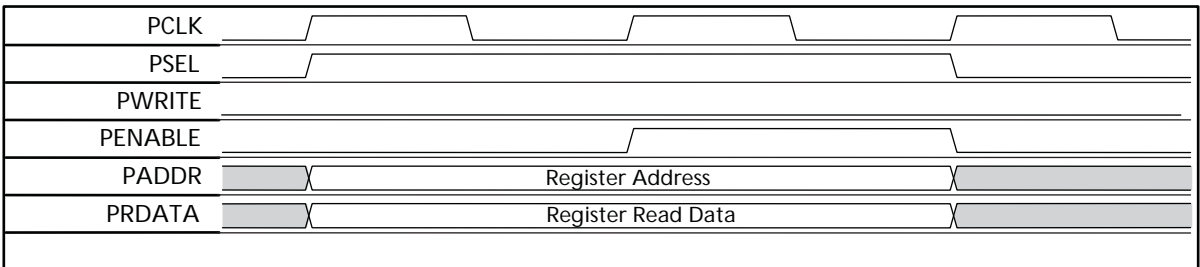 PCLK
PSEL
PWRITE
PENABLE
PADDR Register Address
PRDATA Register Read Data